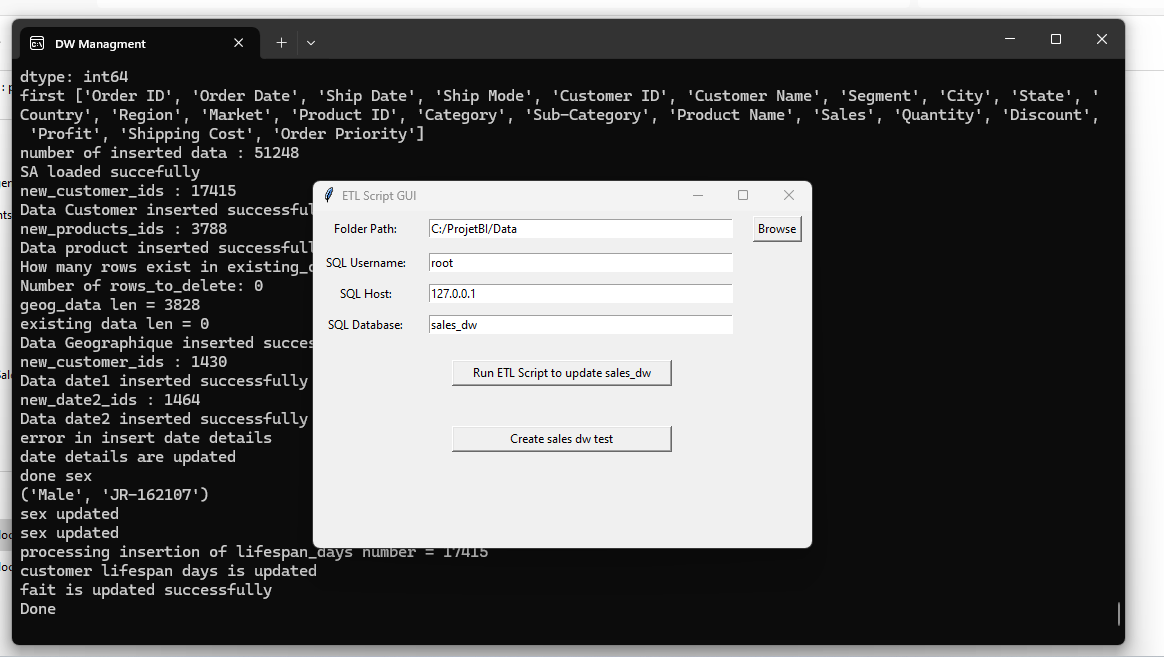 DW Managment
dtype: int64
first ['Order ID', 'Order Date', 'Ship Date', 'Ship Mode', 'Customer ID', 'Customer Name', 'Segment', 'City', 'State', '
Country', 'Region', 'Market', 'Product ID', 'Category', 'Sub-Category', 'Product Name', 'Sales', 'Quantity', 'Discount',
'Profit', 'Shipping Cost', 'Order Priority']
number of inserted data : 51248
SA loaded succefully
new_customer_ids : 17415
Data Customer inserted successful
new_products_ids : 3788
Data product inserted successfull
How many rows exist in existing_
Number of rows_to_delete: 0
geog_data len = 3828
existing data len = 0
Data Geographique inserted succes
new_customer_ids : 1430
Data date1 inserted successfully
new_date2_ids : 1464
Data date2 inserted successfully
error in insert date details
date details are updated
done sex
('Male', 'JR-162107')
sex updated
sex updated
processing insertion of lifespan_days number = 17415
customer lifespan days is updated
fait is updated successfully
Done
ETL Script GUI
Folder Path: C:/ProjetBI/Data Browse
SQL Username: root
SQL Host: 127.0.0.1
SQL Database: sales_dw
Run ETL Script to update sales_dw
Create sales dw test